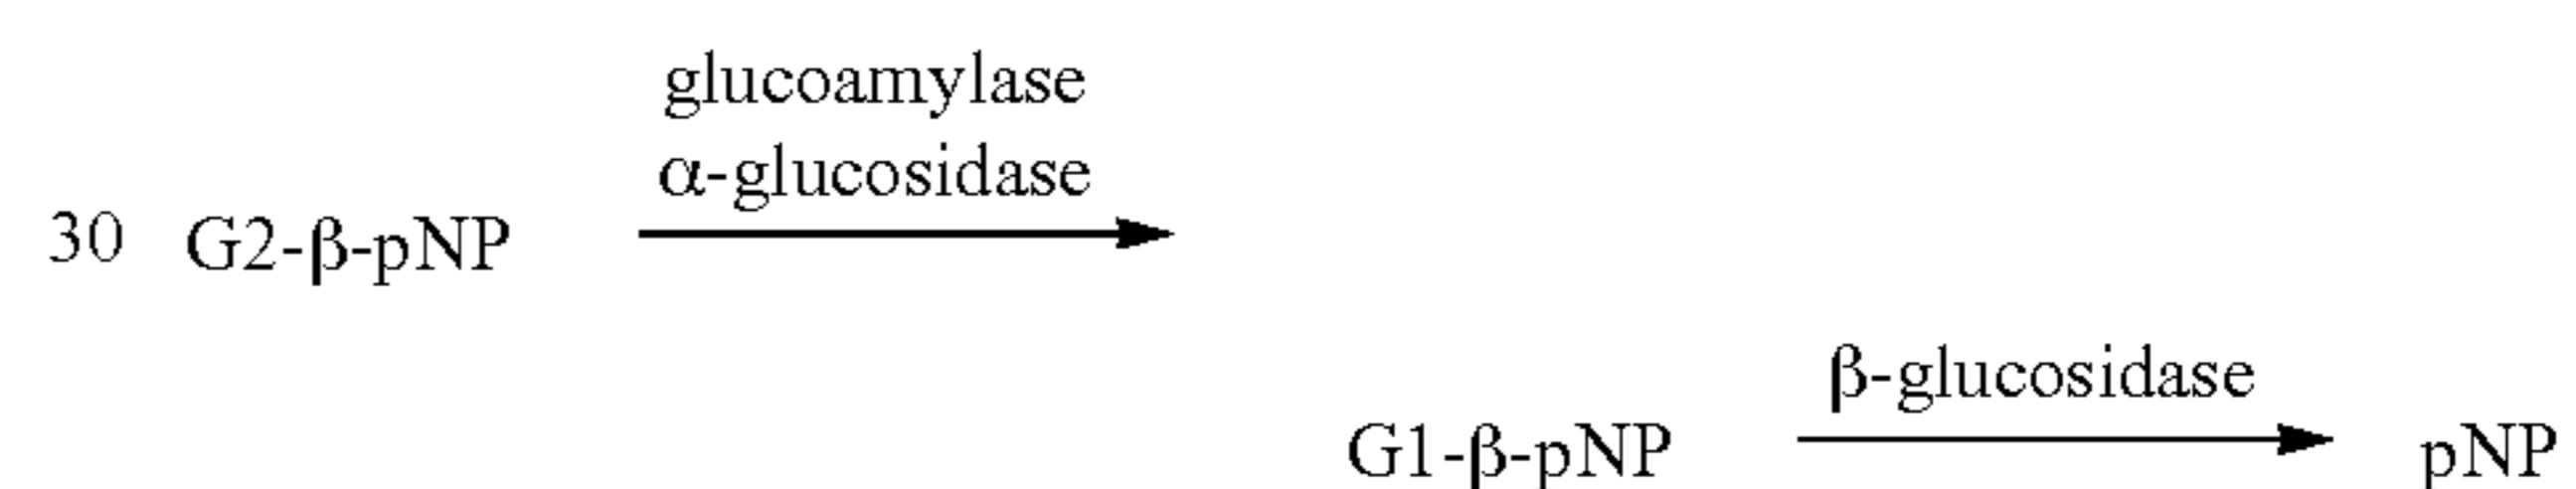 glucoamylase
α-glucosidase
30 G2-β-pNP
β-glucosidase
G1-β-pNP pNP